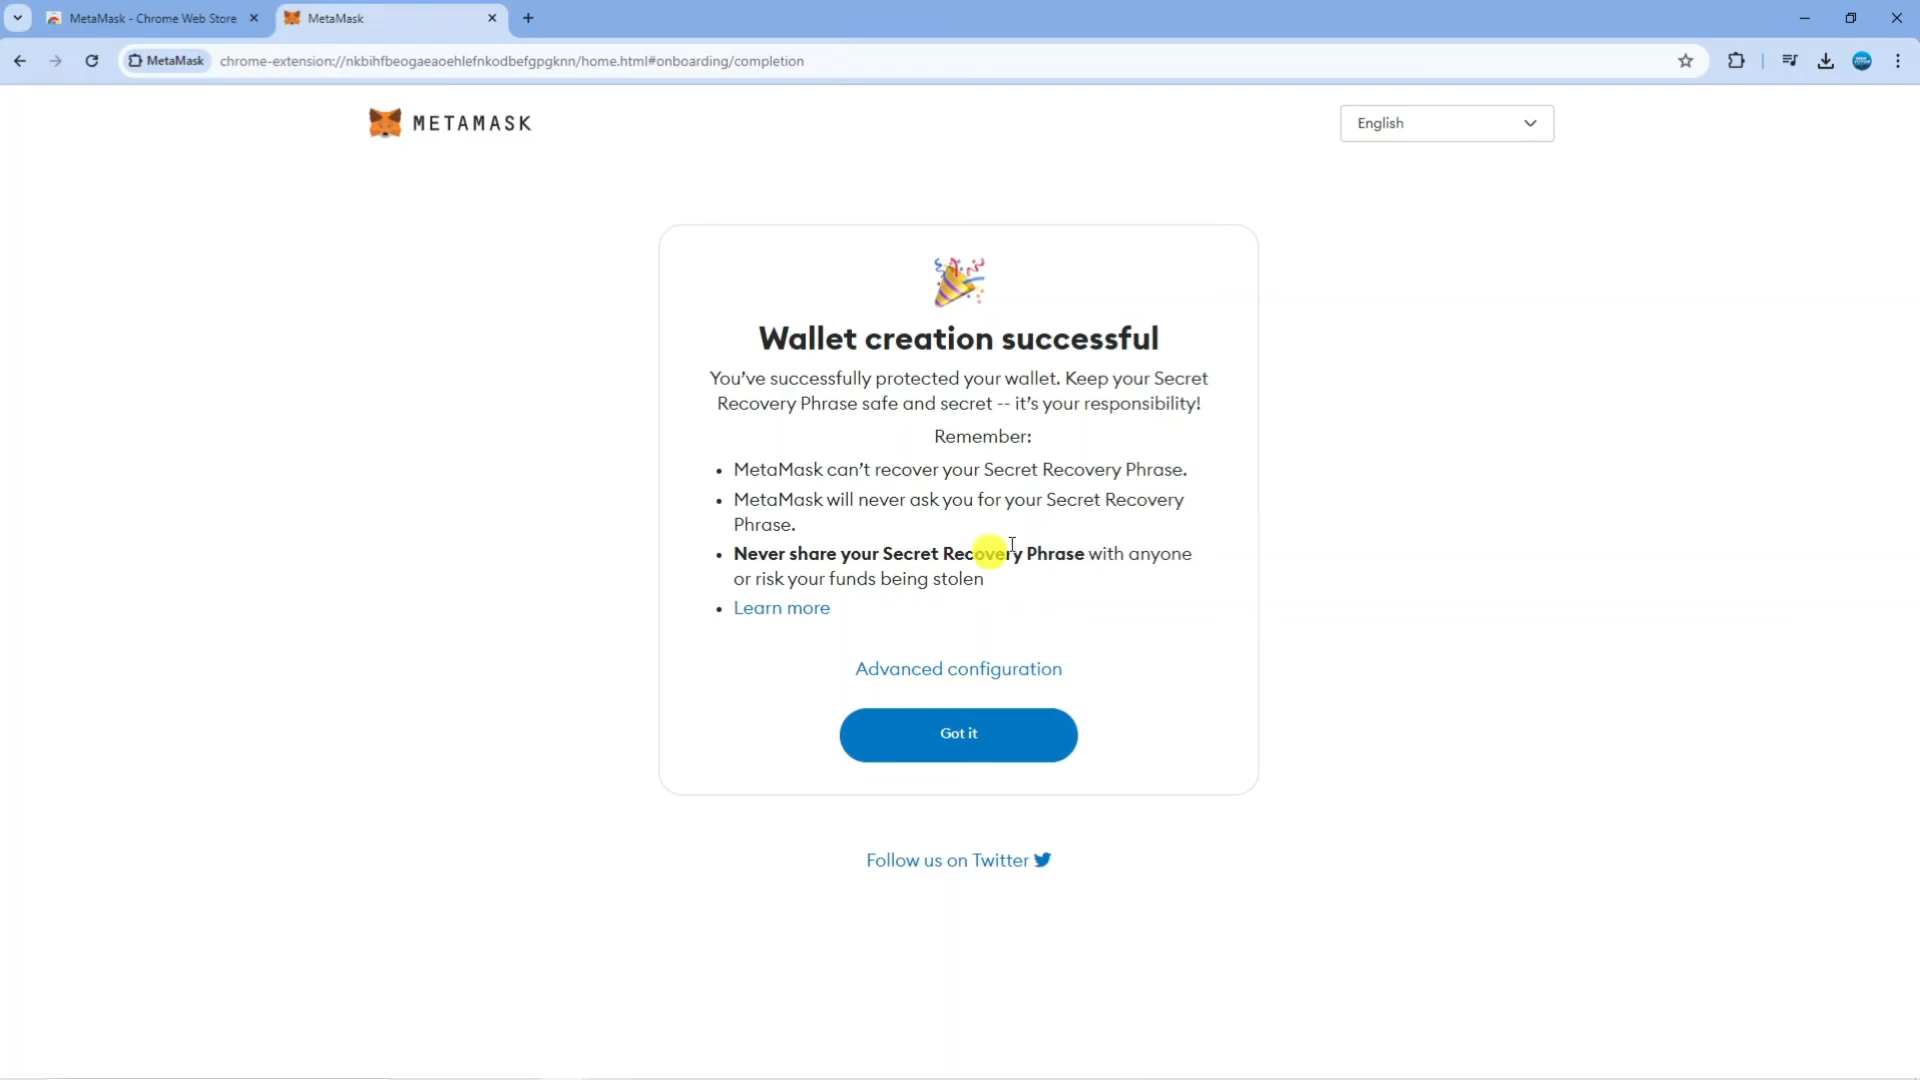 MetaMask - Chrome Web Store
MetaMask
MetaMask
chrome-extension://nkbihfbeogaeaoehlefnkodbefgpgknn/home.html#onboarding/completion
METAMASK
English
Wallet creation successful
You've successfully protected your wallet. Keep your Secret
Recovery Phrase safe and secret -- it's your responsibility!
Remember:
• MetaMask can't recover your Secret Recovery Phrase.
• MetaMask will never ask you for your Secret Recovery
Phrase.
• Never share your Secret Recovery Phrase with anyone
or risk your funds being stolen
• Learn more
Advanced configuration
Got it
Follow us on Twitter